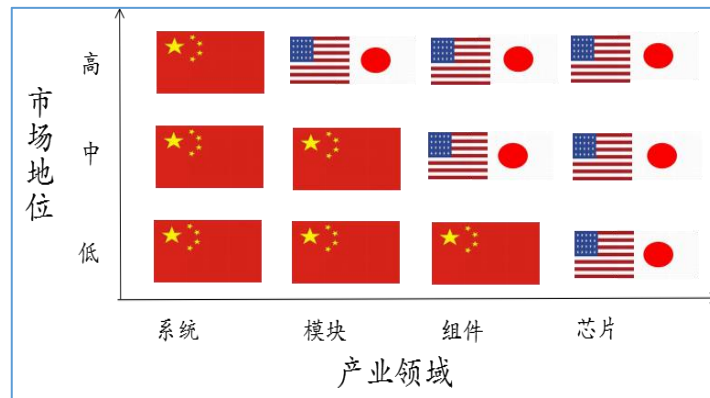 高
市场地位
中
低
系统
模块
组件
芯片
产业领域